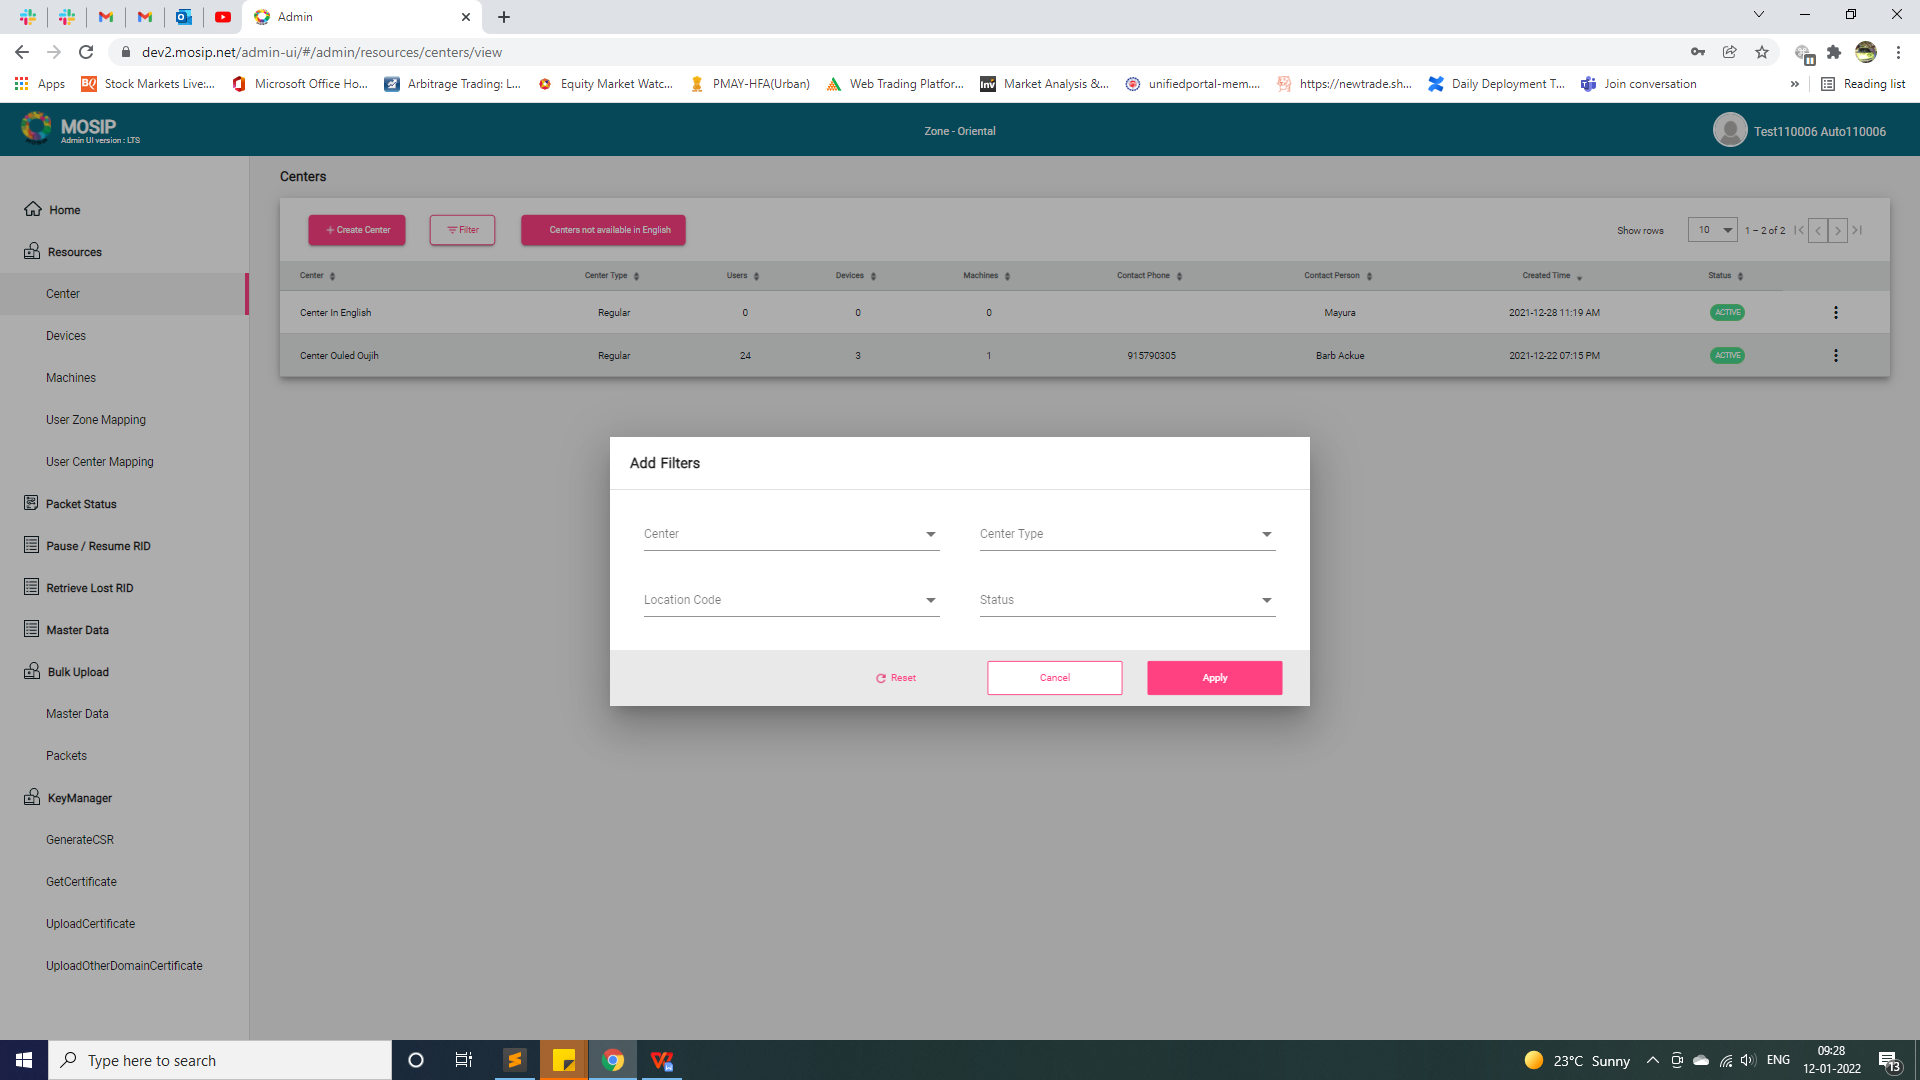 Admin
dev2.mosip.net/admin-ui/#/admin/resources/centers/view
Apps
Stock Markets Live:...
Microsoft Office Ho...
Arbitrage Trading: L...
Equity Market Watc...
PMAY-HFA(Urban)
Web Trading Platfor...
Market Analysis &...
unifiedportal-mem....
https://newtrade.sh...
Daily Deployment T...
Join conversation
»
Reading list
MOSIP
Admin UI version : LTS
Zone - Oriental
Test110006 Auto110006
Home
Resources
Center
Devices
Machines
User Zone Mapping
User Center Mapping
Packet Status
Pause / Resume RID
Retrieve Lost RID
Master Data
Bulk Upload
Master Data
Packets
KeyManager
GenerateCSR
GetCertificate
UploadCertificate
UploadOtherDomainCertificate
Centers
+ Create Center
Filter
Centers not available in English
Show rows
10
1 – 2 of 2
Center Center Type Users Devices Machines Contact Phone Contact Person Created Time Status
Center In English Regular 0 0 0 Mayura 2021-12-28 11:19 AM ACTIVE
Center Ouled Oujih Regular 24 3 1 915790305 Barb Ackue 2021-12-22 07:15 PM ACTIVE
Add Filters
Center
Center Type
Location Code
Status
Reset
Cancel
Apply
Type here to search
23°C Sunny
ENG
09:28
12-01-2022
13